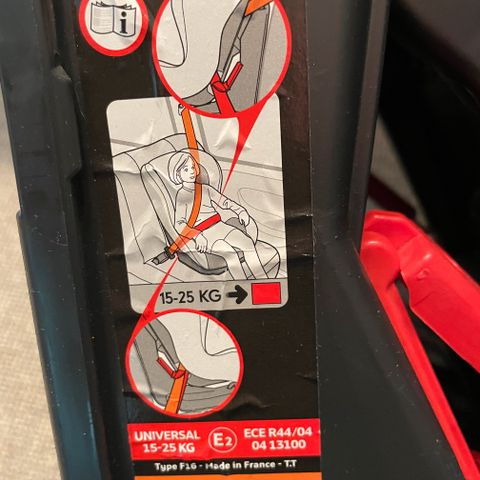 i
15-25 KG
UNIVERSAL
15-25 KG
E2
ECE R44/04
04 13100
Type F16 - Made in France - T.T